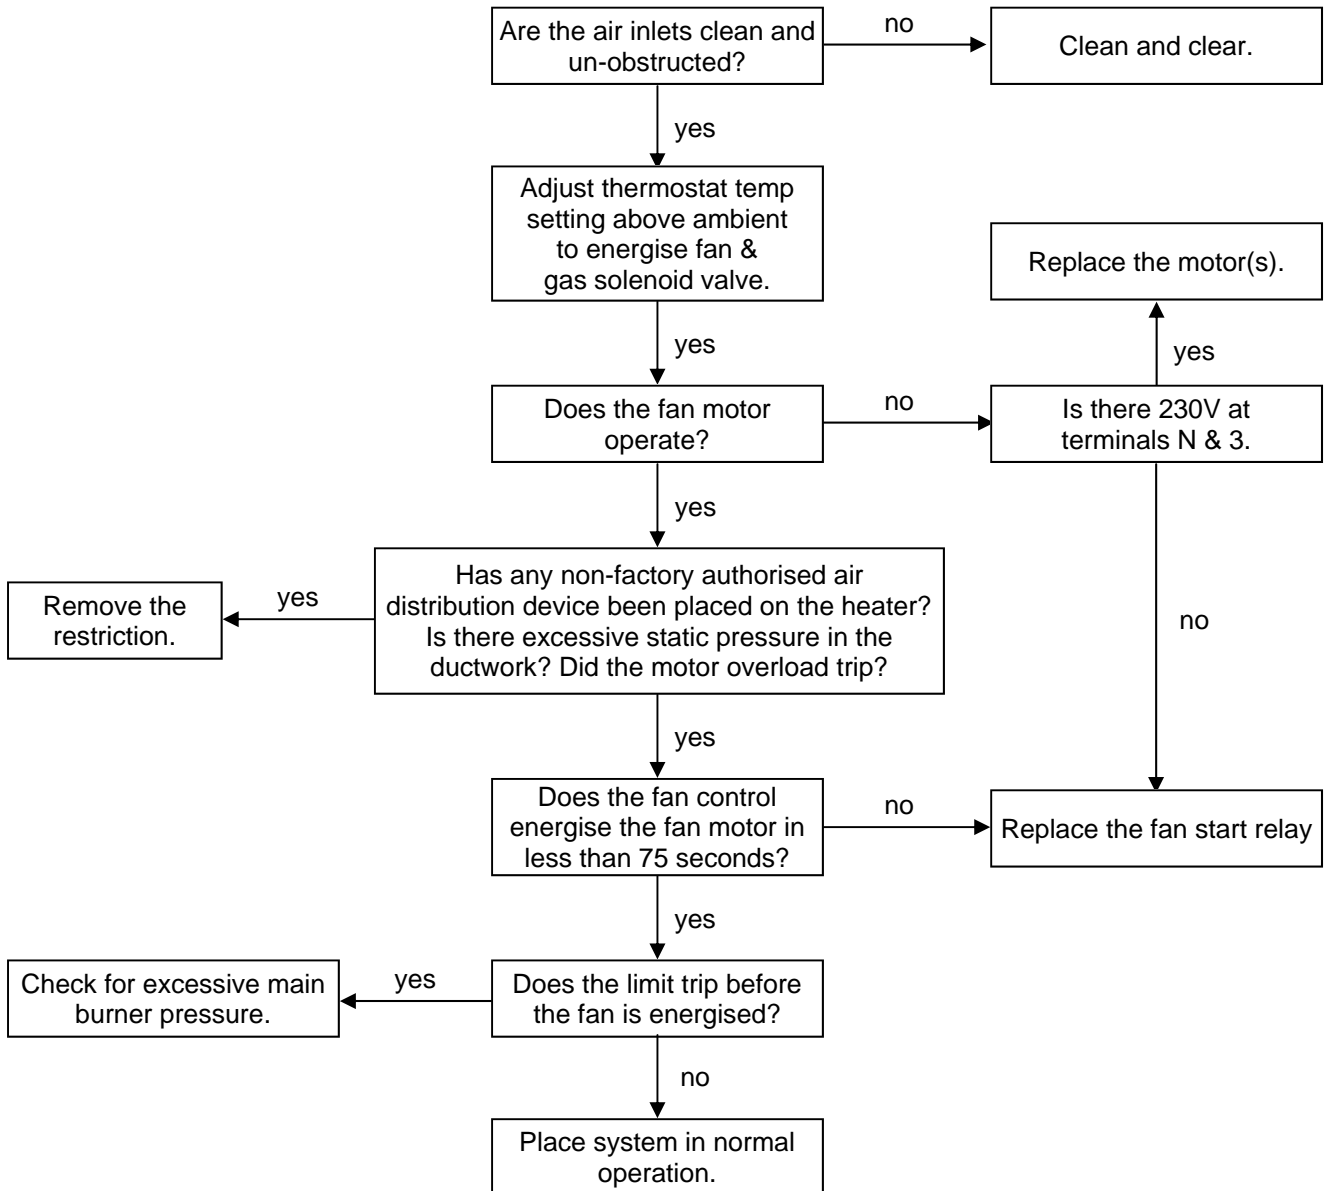 Are the air inlets clean and
un-obstructed?
no
Clean and clear.
yes
Adjust thermostat temp
setting above ambient
to energise fan &
gas solenoid valve.
Replace the motor(s).
yes
yes
Does the fan motor
operate?
no
Is there 230V at
terminals N & 3.
yes
Has any non-factory authorised air
distribution device been placed on the heater?
Is there excessive static pressure in the
ductwork? Did the motor overload trip?
yes
Remove the
restriction.
no
yes
Does the fan control
energise the fan motor in
less than 75 seconds?
no
Replace the fan start relay
yes
Does the limit trip before
the fan is energised?
yes
Check for excessive main
burner pressure.
no
Place system in normal
operation.